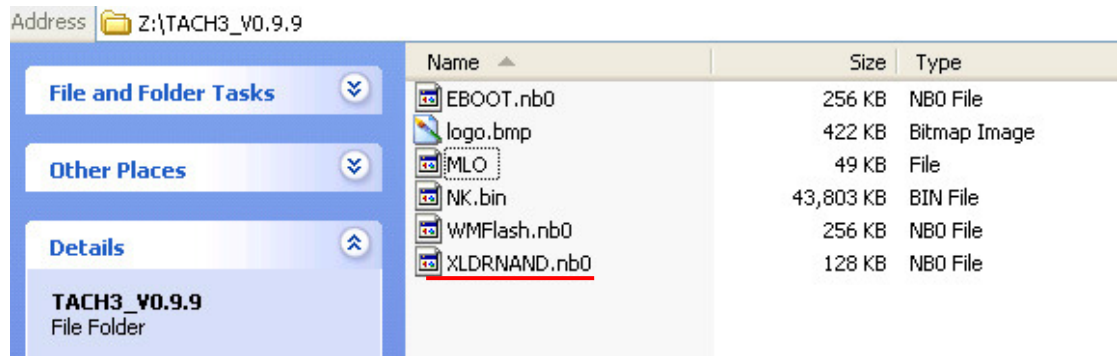 Address Z:\TACH3_V0.9.9
Name Size Type
File and Folder Tasks
EBOOT.nb0 256 KB NB0 File
logo.bmp 422 KB Bitmap Image
Other Places
MLO 49 KB File
NK.bin 43,803 KB BIN File
WMFlash.nb0 256 KB NB0 File
Details
XLDRNAND.nb0 128 KB NB0 File
TACH3_V0.9.9
File Folder